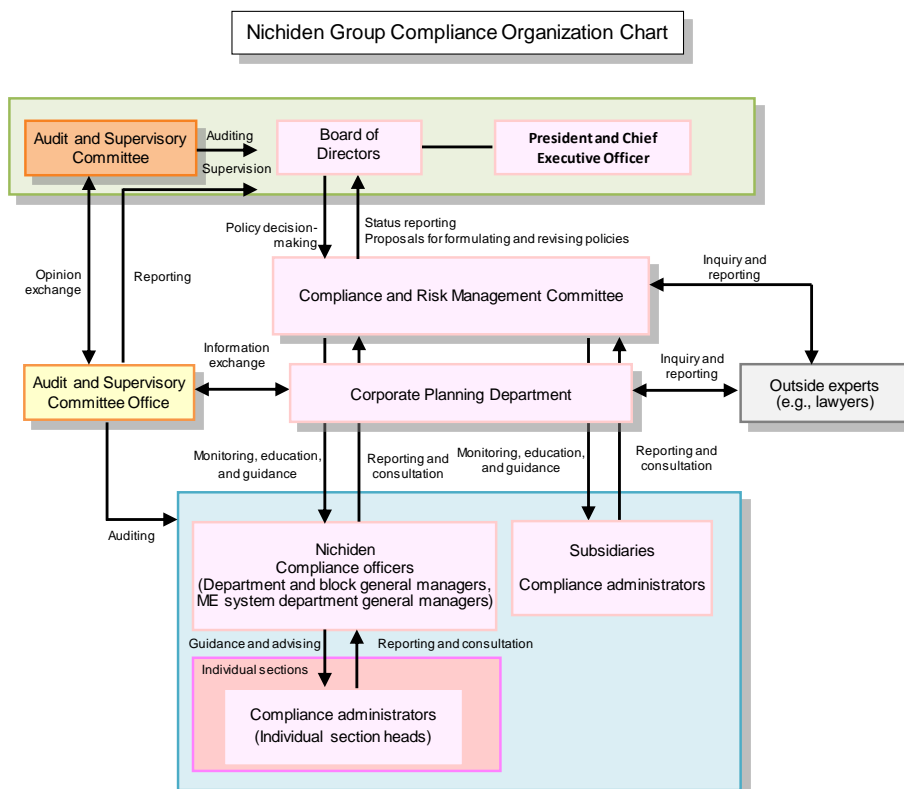 Nichiden Group Compliance Organization Chart
Audit and Supervisory
Committee
Auditing
Supervision
Board of
Directors
President and Chief
Executive Officer
Policy decision-
making
Status reporting
Proposals for formulating and revising policies
Opinion
exchange
Reporting
Compliance and Risk Management Committee
Inquiry and
reporting
Audit and Supervisory
Committee Office
Information
exchange
Corporate Planning Department
Inquiry and
reporting
Outside experts
(e.g., lawyers)
Monitoring, education,
and guidance
Reporting and
consultation
Monitoring, education,
and guidance
Reporting and
consultation
Auditing
Nichiden
Compliance officers
(Department and block general managers,
ME system department general managers)
Subsidiaries
Compliance administrators
Guidance and advising
Reporting and consultation
Individual sections
Compliance administrators
(Individual section heads)